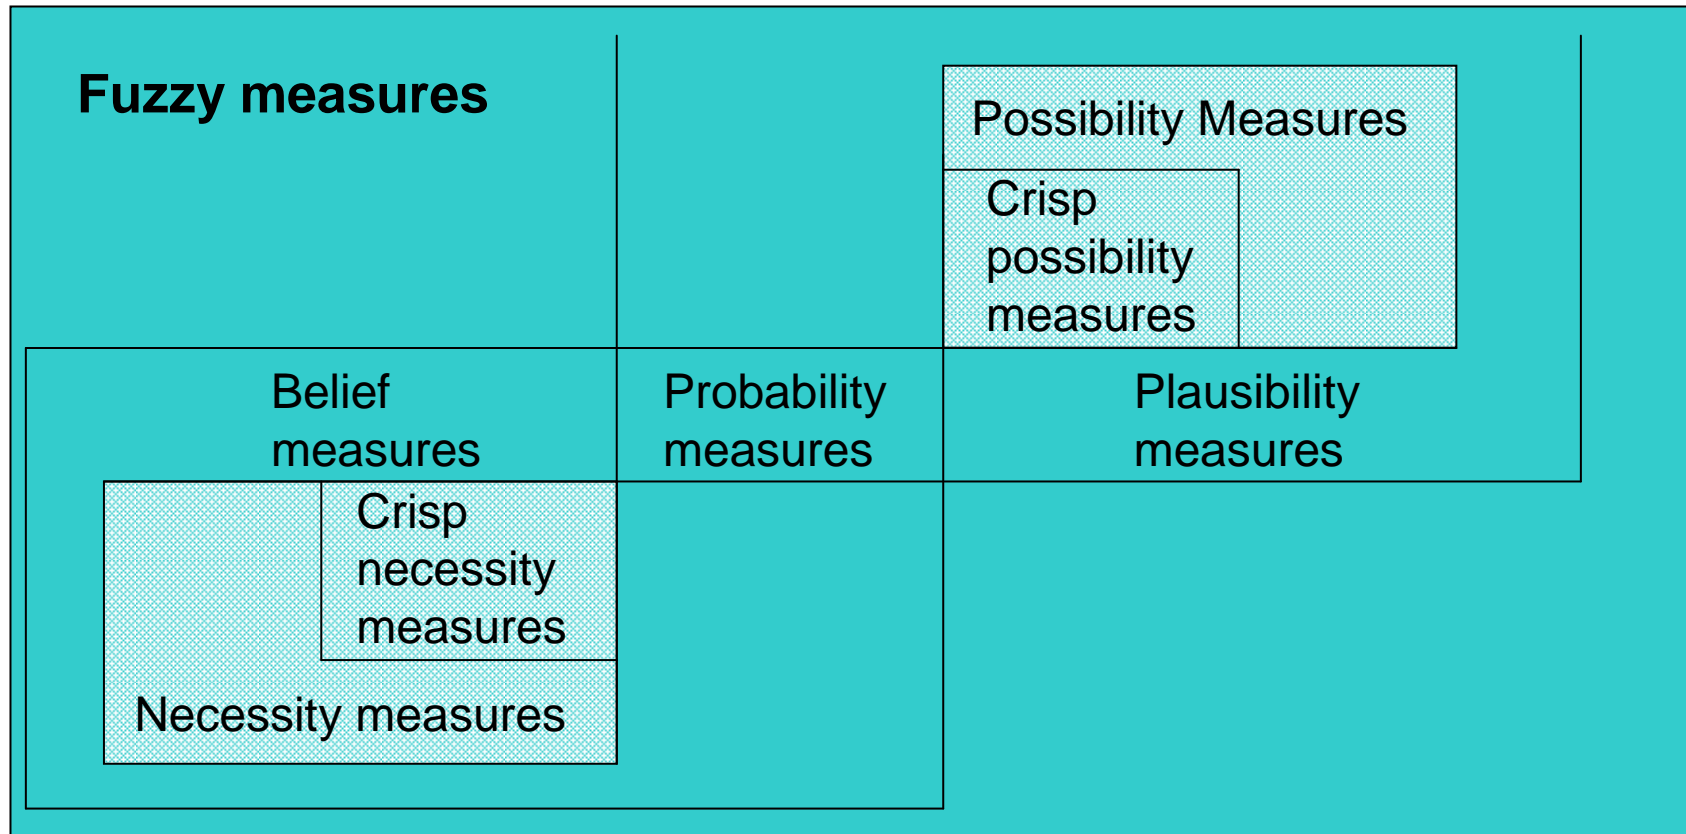 Fuzzy measures
Possibility Measures
Crisp
possibility
measures
Belief
measures
Probability
measures
Plausibility
measures
Crisp
necessity
measures
Necessity measures